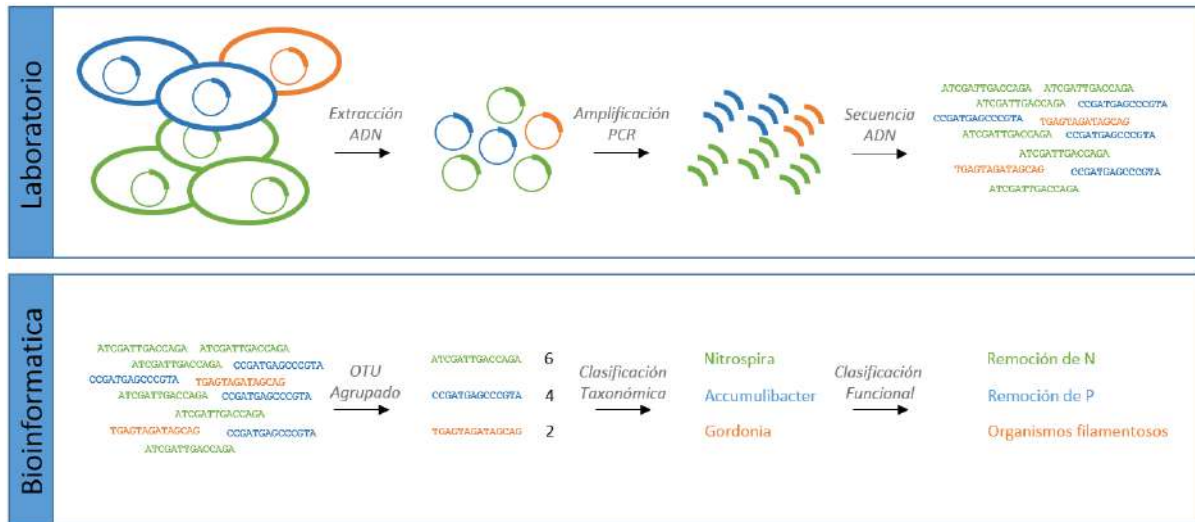 Laboratorio
Extracción
ADN
Amplificación
PCR
Secuencia
ADN
ATCGATTGACCAGA ATCGATTGACCAGA
ATCGATTGACCAGA CCGATGAGCCCGTA
CCGATGAGCCCGTA TGAGTAGATAGCAG
ATCGATTGACCAGA CCGATGAGCCCGTA
ATCGATTGACCAGA
TGAGTAGATAGCAG CCGATGAGCCCGTA
ATCGATTGACCAGA
Bioinformatica
ATCGATTGACCAGA ATCGATTGACCAGA
ATCGATTGACCAGA CCGATGAGCCCGTA
CCGATGAGCCCGTA TGAGTAGATAGCAG
ATCGATTGACCAGA CCGATGAGCCCGTA
ATCGATTGACCAGA
TGAGTAGATAGCAG CCGATGAGCCCGTA
ATCGATTGACCAGA
OTU
Agrupado
ATCGATTGACCAGA 6
CCGATGAGCCCGTA 4
TGAGTAGATAGCAG 2
Clasificación
Taxonómica
Nitrospira
Accumulibacter
Gordonia
Clasificación
Funcional
Remoción de N
Remoción de P
Organismos filamentosos